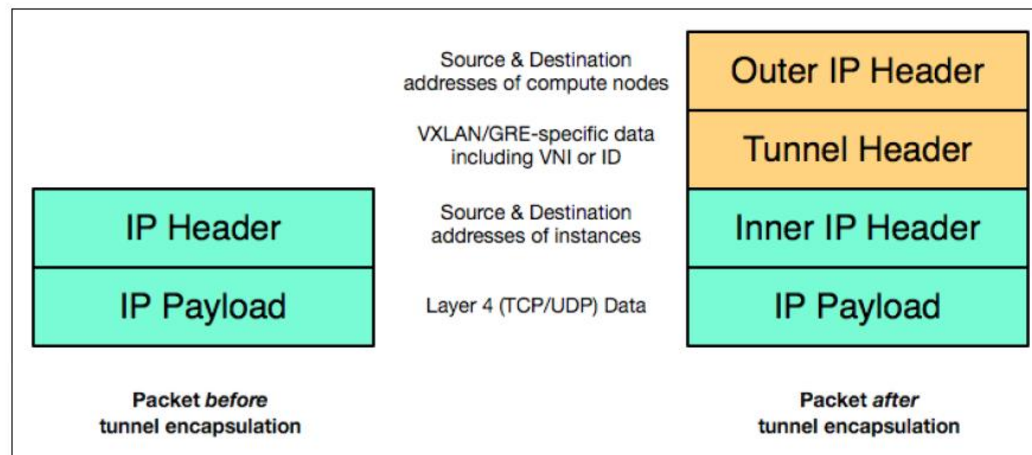 Source & Destination
addresses of compute nodes
Outer IP Header
VXLAN/GRE-specific data
including VNI or ID
Tunnel Header
IP Header
Source & Destination
addresses of instances
Inner IP Header
IP Payload
Layer 4 (TCP/UDP) Data
IP Payload
Packet before
tunnel encapsulation
Packet after
tunnel encapsulation